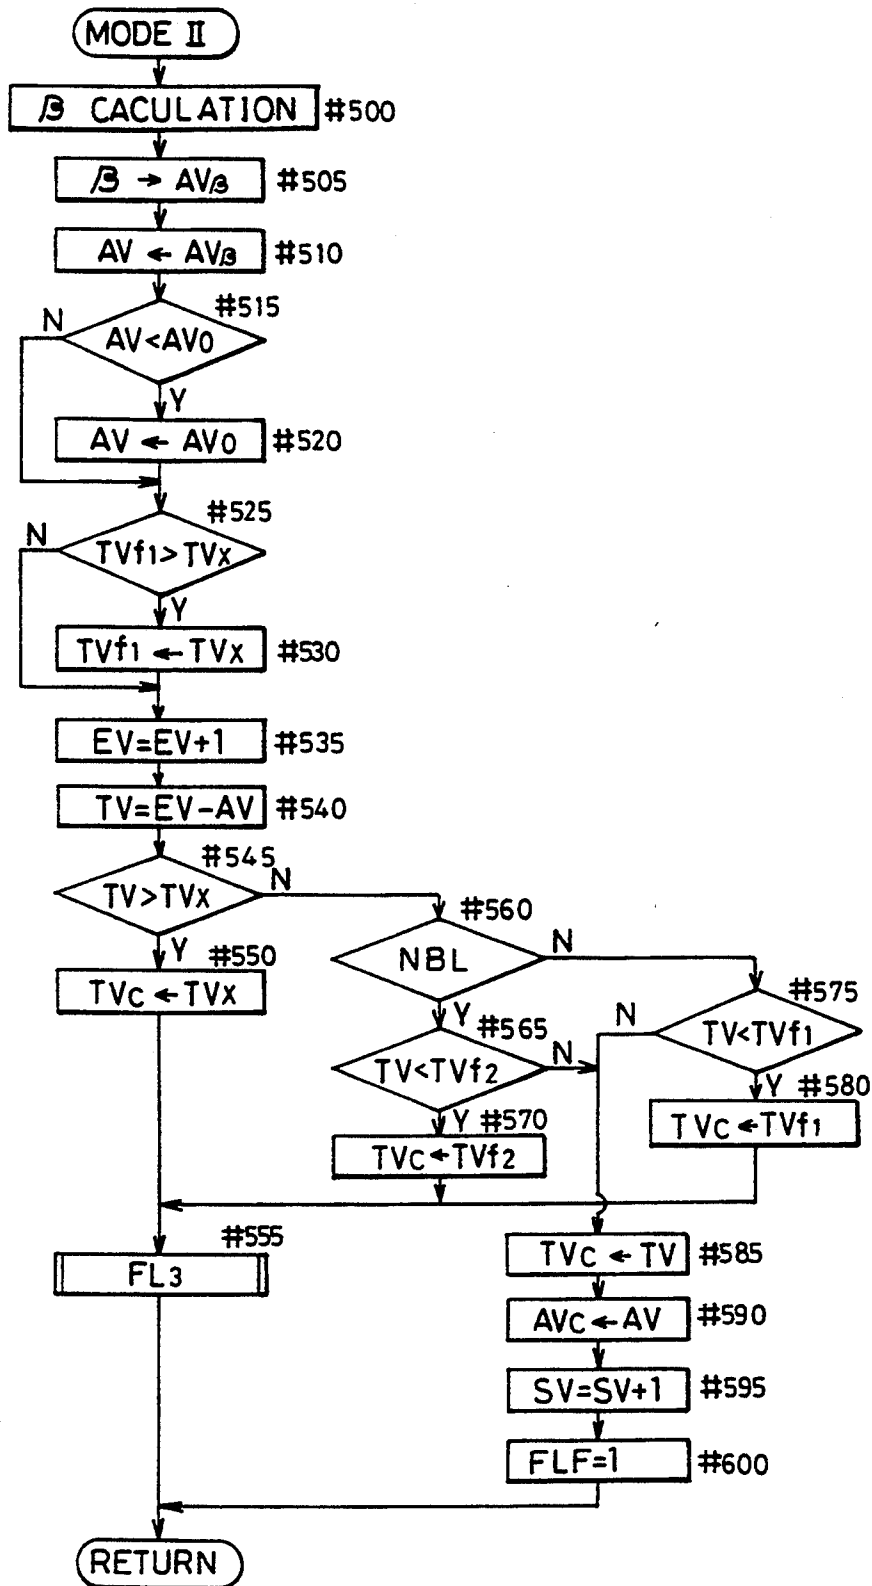 MODE II
β CACULATION #500
β → AVβ #505
AV ← AVβ #510
#515
N
AV<AVo
Y
AV ← AVo #520
#525
N
TVf1>TVx
Y
TVf1 ← TVx #530
EV=EV+1 #535
TV=EV-AV #540
#545
TV>TVx
N
Y
#550
TVc ← TVx
#560
NBL
N
Y
#565
TV<TVf2
N
Y #570
TVc ← TVf2
#575
N
TV<TVf1
Y #580
TVc ← TVf1
#555
FL3
TVc ← TV #585
AVc ← AV #590
SV=SV+1 #595
FLF=1 #600
RETURN